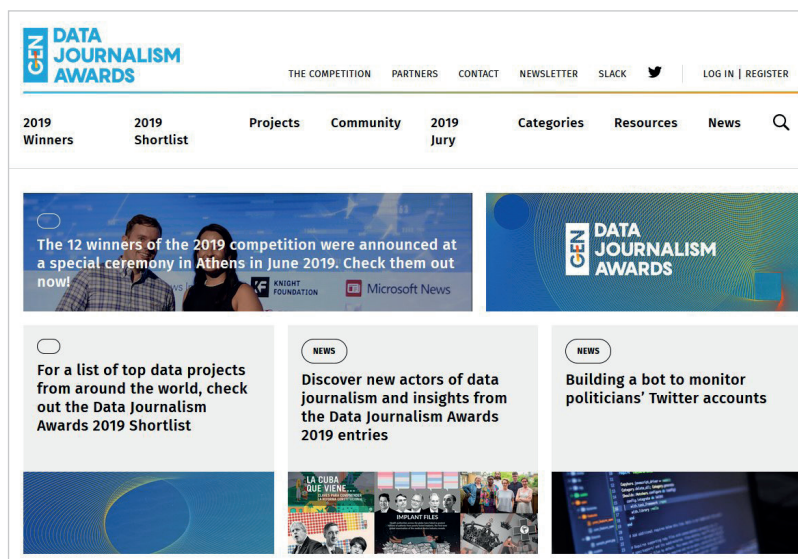 GEN
DATA
JOURNALISM
AWARDS
THE COMPETITION PARTNERS CONTACT NEWSLETTER SLACK LOG IN | REGISTER
2019
Winners
2019
Shortlist
Projects
Community
2019
Jury
Categories
Resources
News
The 12 winners of the 2019 competition were announced at
a special ceremony in Athens in June 2019. Check them out
now!
KNIGHT
FOUNDATION
Microsoft News
GEN
DATA
JOURNALISM
AWARDS
For a list of top data projects
from around the world, check
out the Data Journalism
Awards 2019 Shortlist
NEWS
Discover new actors of data
journalism and insights from
the Data Journalism Awards
2019 entries
LA CUBA
QUE VIENE...
IMPLANT FILES
NEWS
Building a bot to monitor
politicians’ Twitter accounts